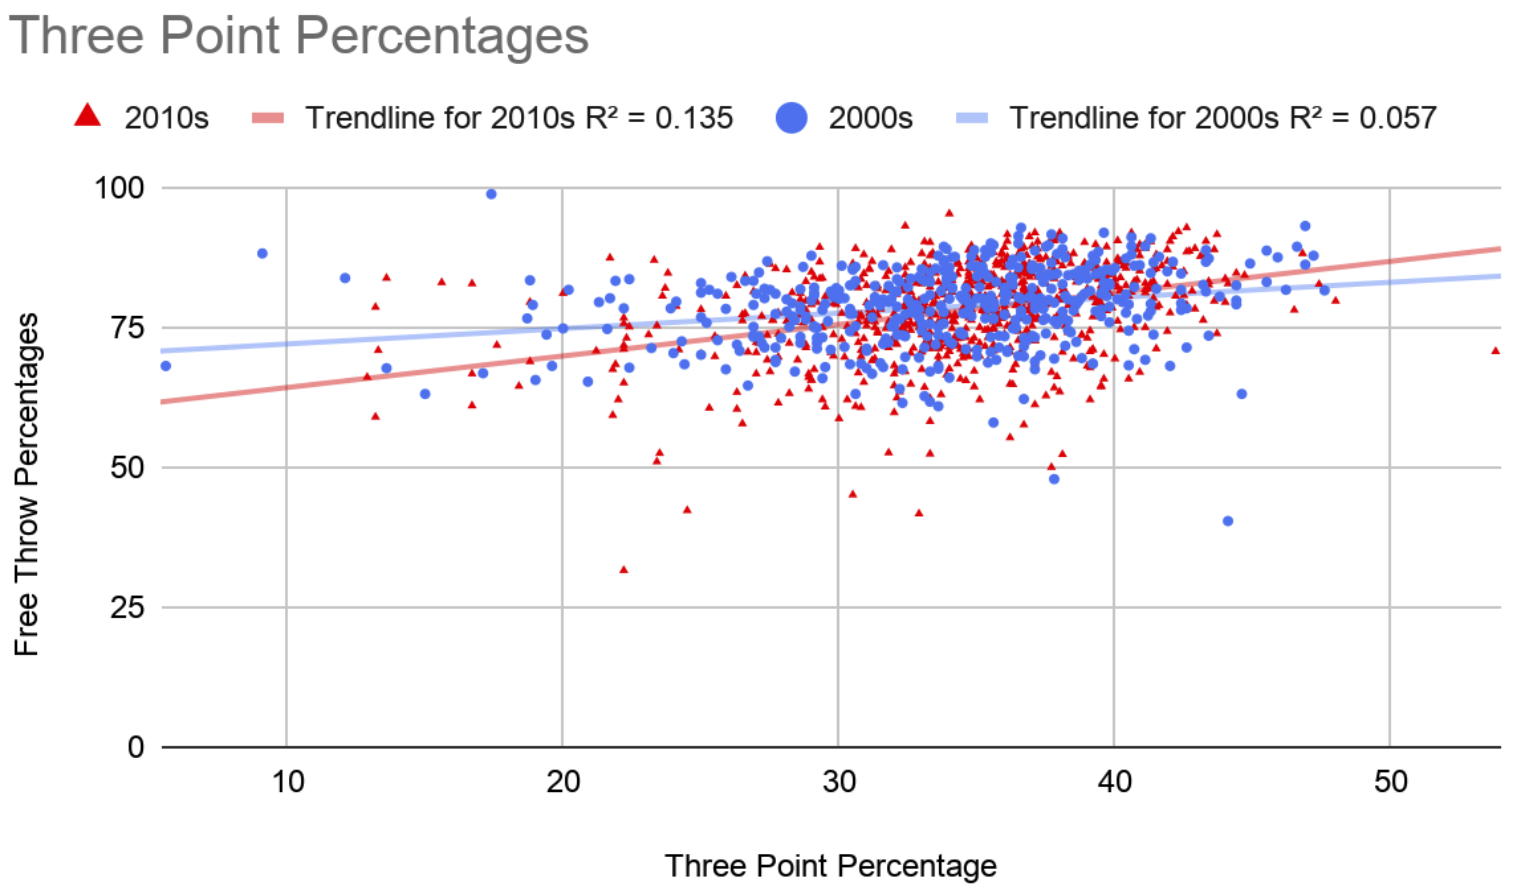 Three Point Percentages
2010s Trendline for 2010s R² = 0.135 2000s Trendline for 2000s R² = 0.057
100
75
50
25
0
Free Throw Percentages
10 20 30 40 50
Three Point Percentage